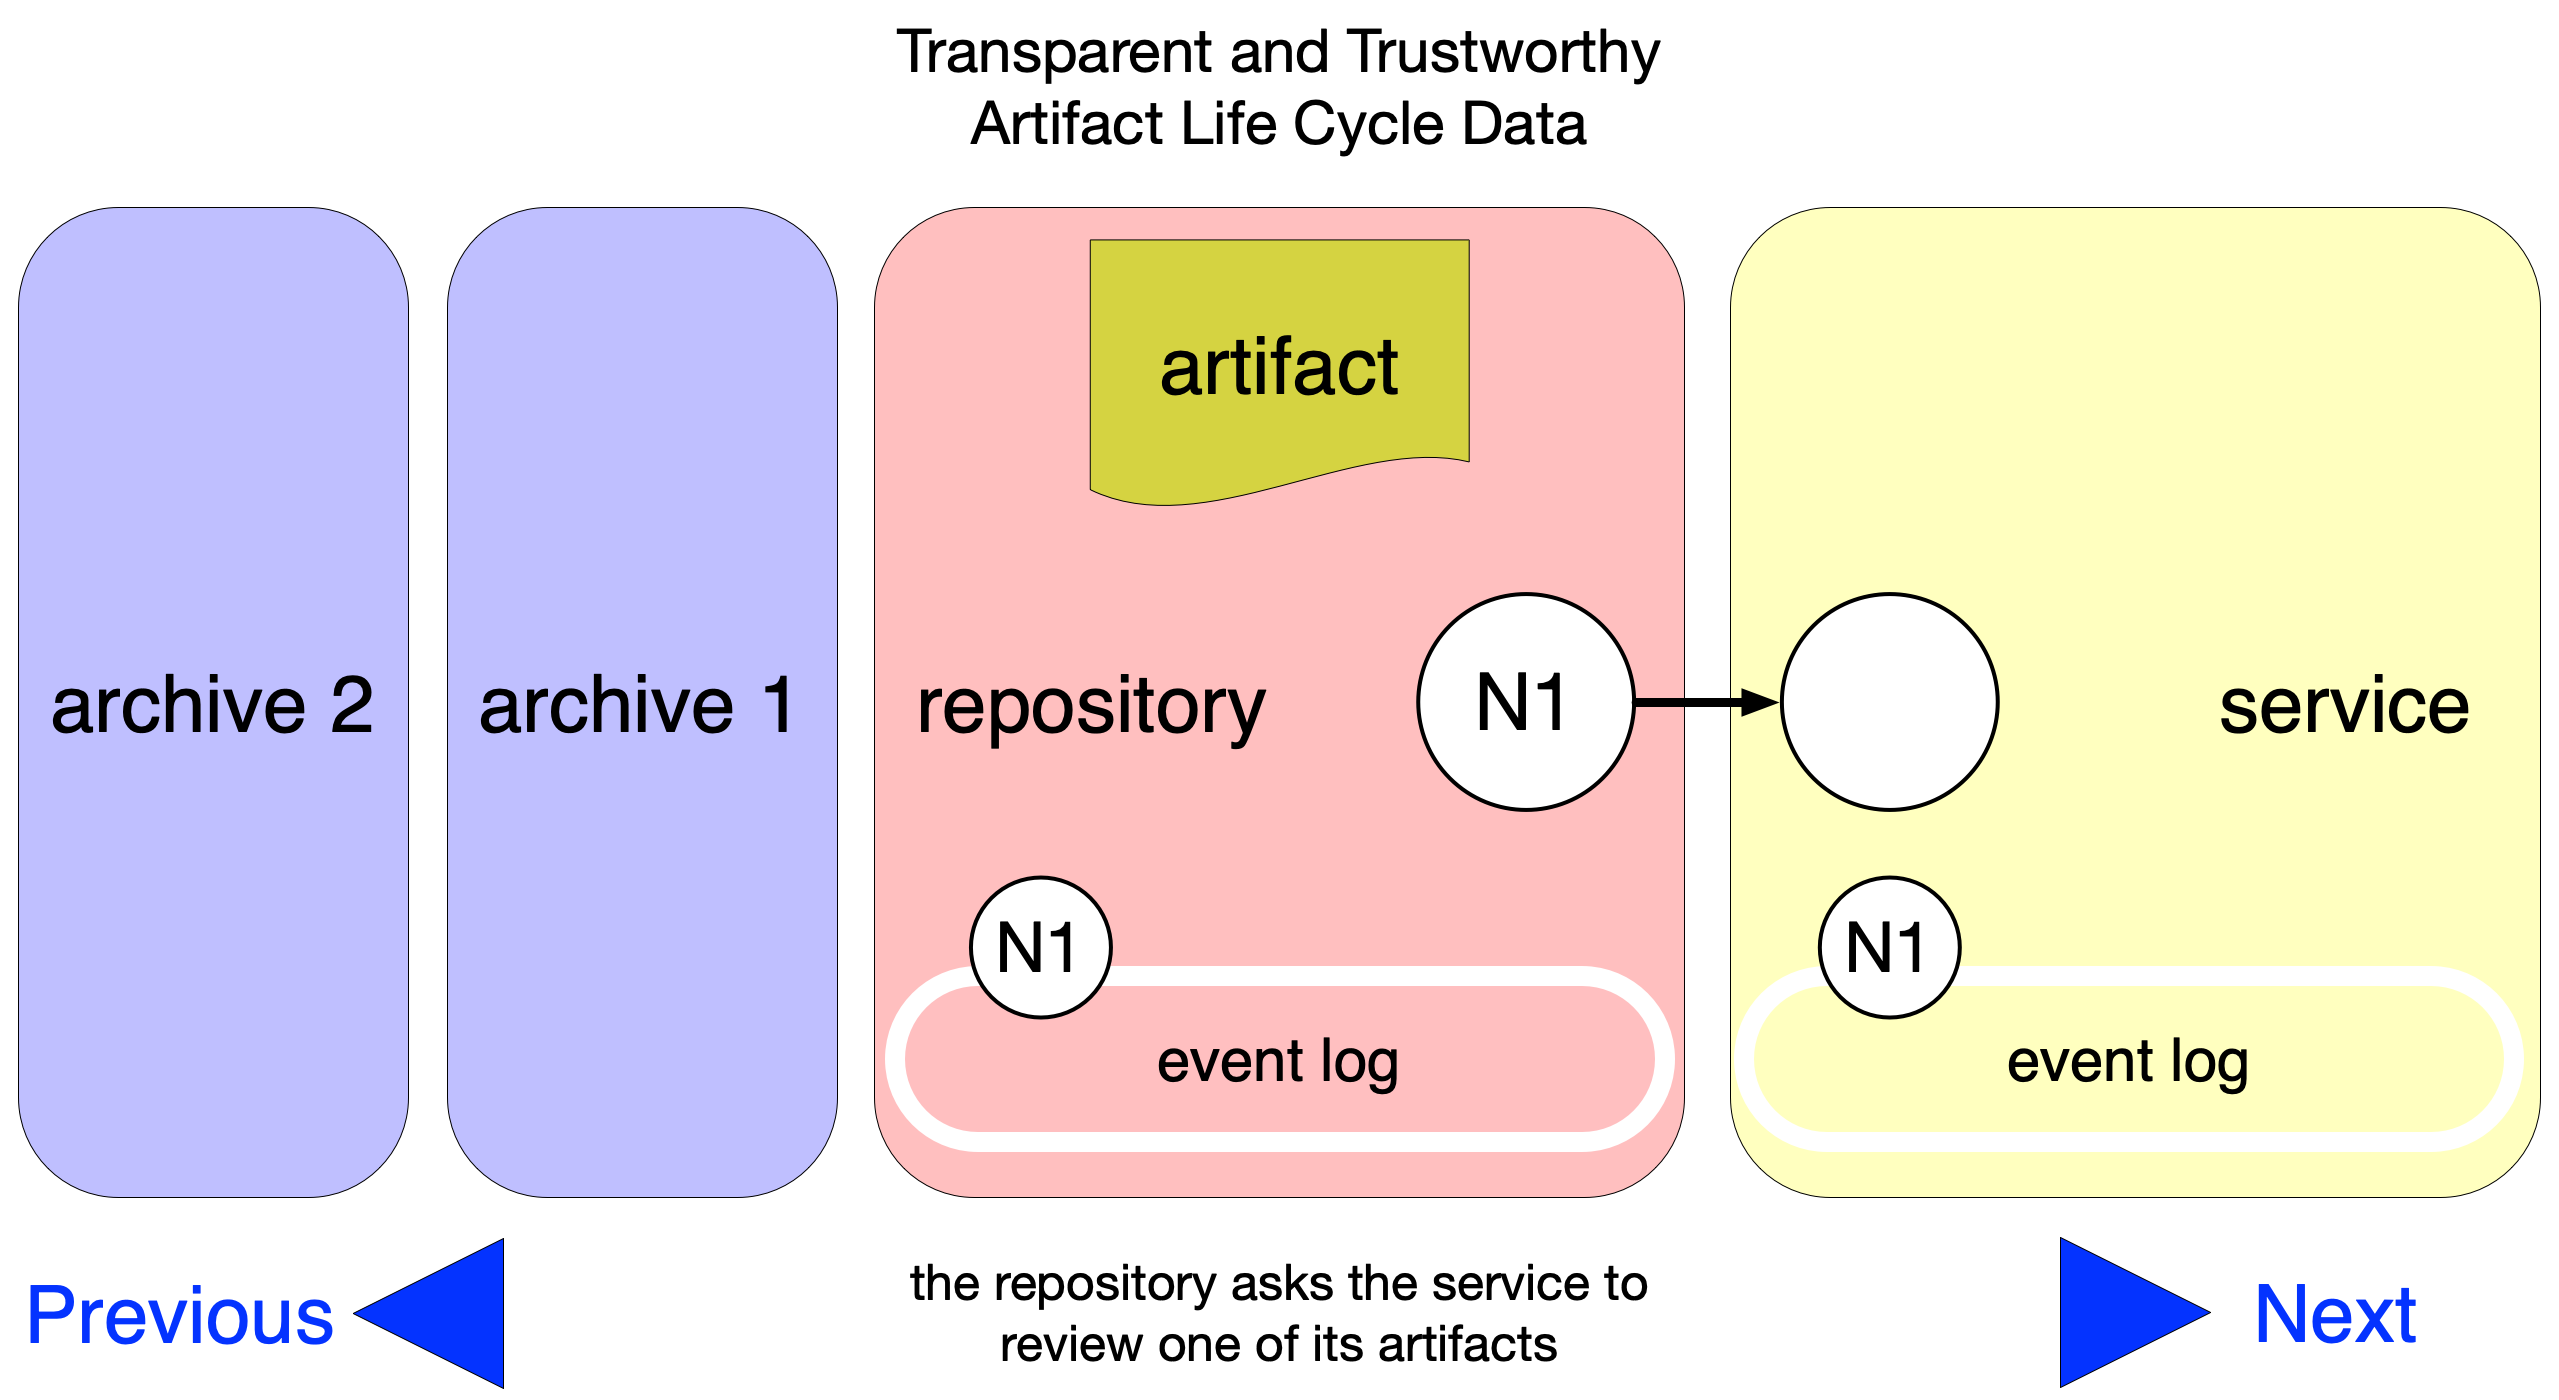 Transparent and Trustworthy
Artifact Life Cycle Data
artifact
archive 2
archive 1
repository
N1
service
N1
N1
event log
event log
the repository asks the service to
review one of its artifacts
Previous
Next